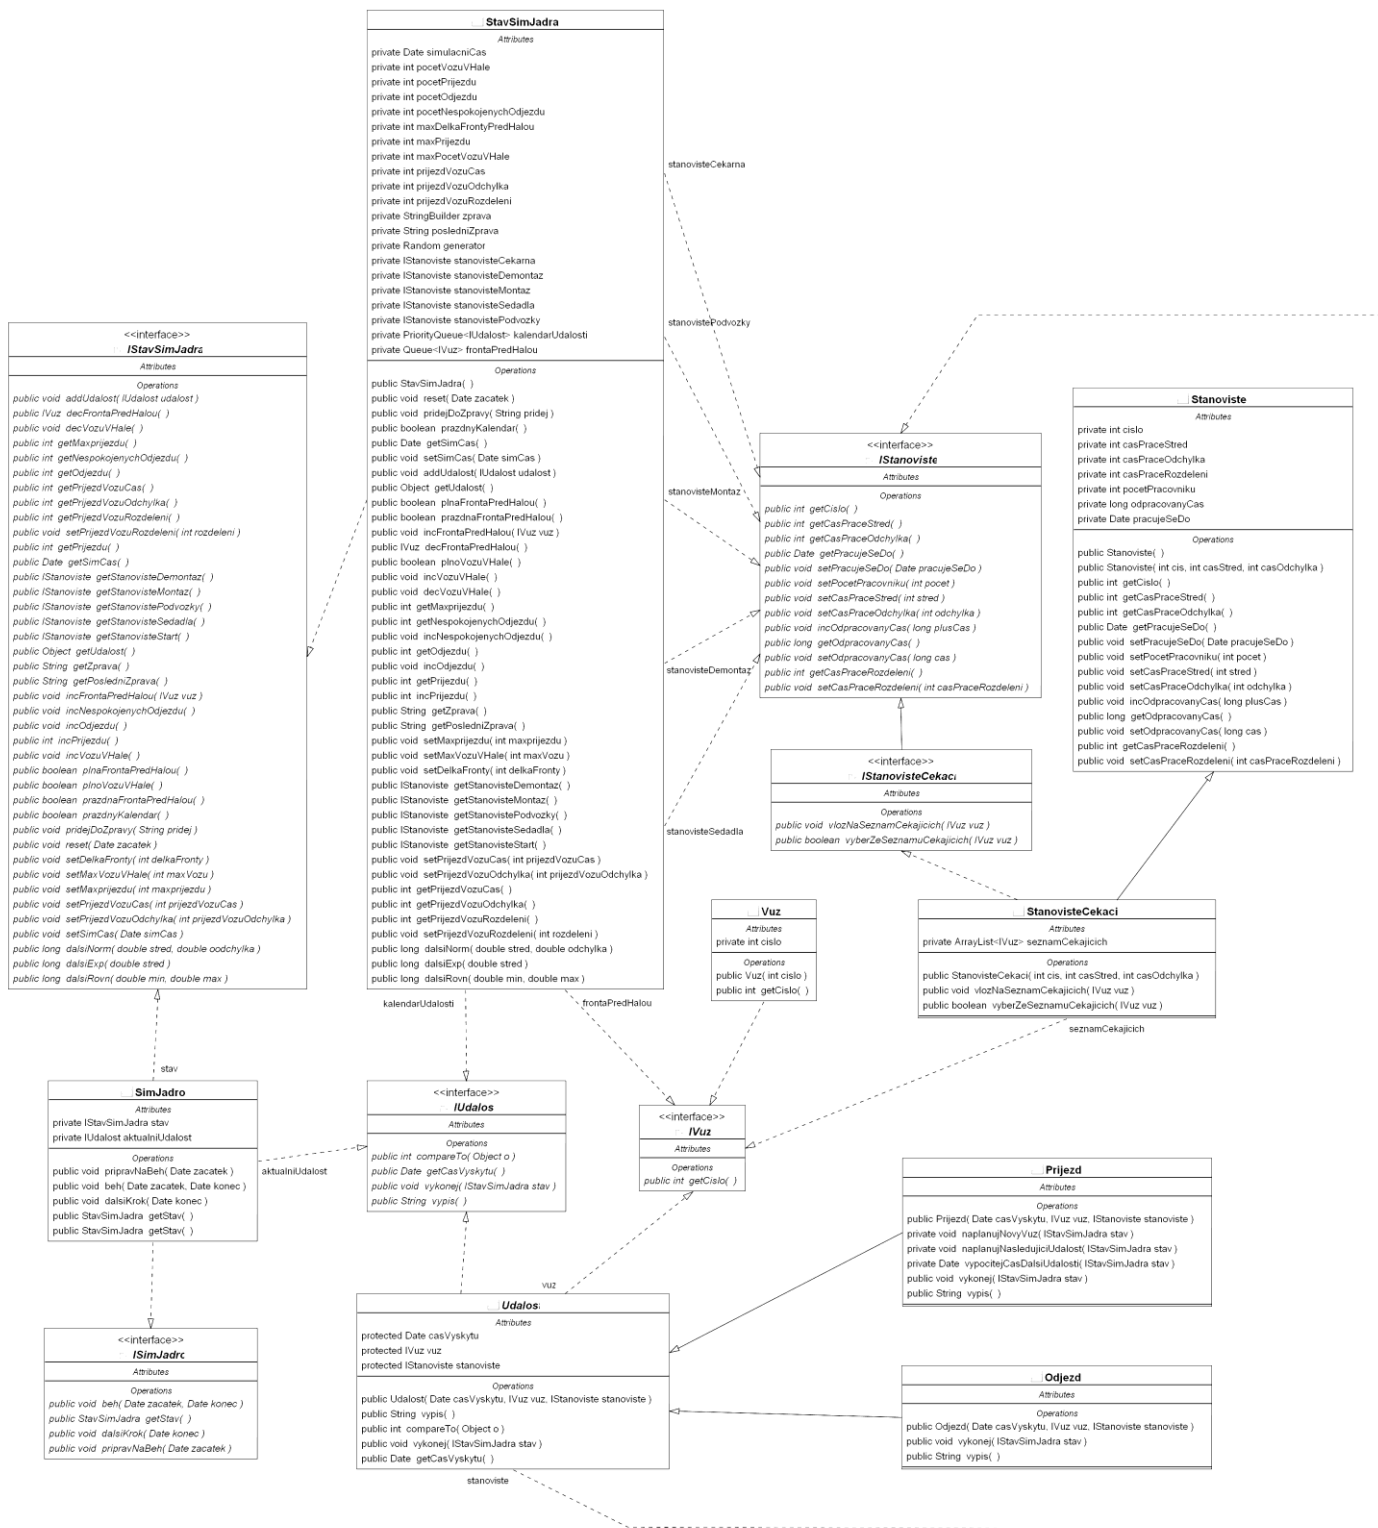 StavSimJadra
Attributes
private Date simulacniCas
private int pocetVozuVHale
private int pocetPrijezdu
private int pocetOdjezdu
private int pocetNespokojenychOdjezdu
private int maxDelkaFrontyPredHalou
private int maxPrijezdu
private int maxPocetVozuVHale
private int prijezdVozuCas
private int prijezdVozuOdchylka
private int prijezdVozuRozdeleni
private StringBuilder zprava
private String posledniZprava
private Random generator
private IStanoviste stanovisteCekarna
private IStanoviste stanovisteDemontaz
private IStanoviste stanovisteMontaz
private IStanoviste stanovisteSedadla
private IStanoviste stanovistePodvozky
private PriorityQueue<IUdalost> kalendarUdalosti
private Queue<IVuz> frontaPredHalou
Operations
public StavSimJadra( )
public void reset( Date zacatek )
public void pridejDoZpravy( String pridej )
public boolean prazdnyKalendar( )
public Date getSimCas( )
public void setSimCas( Date simCas )
public void addUdalost( IUdalost udalost )
public Object getUdalost( )
public boolean plnaFrontaPredHalou( )
public boolean prazdnaFrontaPredHalou( )
public void incFrontaPredHalou( IVuz vuz )
public IVuz decFrontaPredHalou( )
public boolean plnoVozuVHale( )
public void incVozuVHale( )
public void decVozuVHale( )
public int getMaxprijezdu( )
public int getNespokojenychOdjezdu( )
public void incNespokojenychOdjezdu( )
public int getOdjezdu( )
public void incOdjezdu( )
public int getPrijezdu( )
public int incPrijezdu( )
public String getZprava( )
public String getPosledniZprava( )
public void setMaxprijezdu( int maxprijezdu )
public void setMaxVozuVHale( int maxVozu )
public void setDelkaFronty( int delkaFronty )
public IStanoviste getStanovisteDemontaz( )
public IStanoviste getStanovisteMontaz( )
public IStanoviste getStanovistePodvozky( )
public IStanoviste getStanovisteSedadla( )
public IStanoviste getStanovisteStart( )
public void setPrijezdVozuCas( int prijezdVozuCas )
public void setPrijezdVozuOdchylka( int prijezdVozuOdchylka )
public int getPrijezdVozuCas( )
public int getPrijezdVozuOdchylka( )
public int getPrijezdVozuRozdeleni( )
public void setPrijezdVozuRozdeleni( int rozdeleni )
public long dalsiNorm( double stred, double odchylka )
public long dalsiExp( double stred )
public long dalsiRovn( double min, double max )
<<interface>>
IStavSimJadra
Attributes
Operations
public void addUdalost( IUdalost udalost )
public IVuz decFrontaPredHalou( )
public void decVozuVHale( )
public int getMaxprijezdu( )
public int getNespokojenychOdjezdu( )
public int getOdjezdu( )
public int getPrijezdVozuCas( )
public int getPrijezdVozuOdchylka( )
public int getPrijezdVozuRozdeleni( )
public void setPrijezdVozuRozdeleni( int rozdeleni )
public int getPrijezdu( )
public Date getSimCas( )
public IStanoviste getStanovisteDemontaz( )
public IStanoviste getStanovisteMontaz( )
public IStanoviste getStanovistePodvozky( )
public IStanoviste getStanovisteSedadla( )
public IStanoviste getStanovisteStart( )
public Object getUdalost( )
public String getZprava( )
public String getPosledniZprava( )
public void incFrontaPredHalou( IVuz vuz )
public void incNespokojenychOdjezdu( )
public void incOdjezdu( )
public int incPrijezdu( )
public void incVozuVHale( )
public boolean plnaFrontaPredHalou( )
public boolean plnoVozuVHale( )
public boolean prazdnaFrontaPredHalou( )
public boolean prazdnyKalendar( )
public void pridejDoZpravy( String pridej )
public void reset( Date zacatek )
public void setDelkaFronty( int delkaFronty )
public void setMaxVozuVHale( int maxVozu )
public void setMaxprijezdu( int maxprijezdu )
public void setPrijezdVozuCas( int prijezdVozuCas )
public void setPrijezdVozuOdchylka( int prijezdVozuOdchylka )
public void setSimCas( Date simCas )
public long dalsiNorm( double stred, double oodchylka )
public long dalsiExp( double stred )
public long dalsiRovn( double min, double max )
stanovisteCekarna
stanovistePodvozky
stanovisteMontaz
stanovisteDemontaz
stanovisteSedadla
<<interface>>
IStanoviste
Attributes
Operations
public int getCislo( )
public int getCasPraceStred( )
public int getCasPraceOdchylka( )
public Date getPracujeSeDo( )
public void setPracujeSeDo( Date pracujeSeDo )
public void setPocetPracovniku( int pocet )
public void setCasPraceStred( int stred )
public void setCasPraceOdchylka( int odchylka )
public void incOdpracovanyCas( long plusCas )
public long getOdpracovanyCas( )
public void setOdpracovanyCas( long cas )
public int getCasPraceRozdeleni( )
public void setCasPraceRozdeleni( int casPraceRozdeleni )
Stanoviste
Attributes
private int cislo
private int casPraceStred
private int casPraceOdchylka
private int casPraceRozdeleni
private int pocetPracovniku
private long odpracovanyCas
private Date pracujeSeDo
Operations
public Stanoviste( )
public Stanoviste( int cis, int casStred, int casOdchylka )
public int getCislo( )
public int getCasPraceStred( )
public int getCasPraceOdchylka( )
public Date getPracujeSeDo( )
public void setPracujeSeDo( Date pracujeSeDo )
public void setPocetPracovniku( int pocet )
public void setCasPraceStred( int stred )
public void setCasPraceOdchylka( int odchylka )
public void incOdpracovanyCas( long plusCas )
public long getOdpracovanyCas( )
public void setOdpracovanyCas( long cas )
public int getCasPraceRozdeleni( )
public void setCasPraceRozdeleni( int casPraceRozdeleni )
<<interface>>
IStanovisteCekaci
Attributes
Operations
public void vlozNaSeznamCekajicich( IVuz vuz )
public boolean vyberZeSeznamuCekajicich( IVuz vuz )
Vuz
Attributes
private int cislo
Operations
public Vuz( int cislo )
public int getCislo( )
StanovisteCekaci
Attributes
private ArrayList<IVuz> seznamCekajicich
Operations
public StanovisteCekaci( int cis, int casStred, int casOdchylka )
public void vlozNaSeznamCekajicich( IVuz vuz )
public boolean vyberZeSeznamuCekajicich( IVuz vuz )
kalendarUdalosti
frontaPredHalou
seznamCekajicich
stav
SimJadro
Attributes
private IStavSimJadra stav
private IUdalost aktualniUdalost
Operations
public void pripravNaBeh( Date zacatek )
public void beh( Date zacatek, Date konec )
public void dalsiKrok( Date konec )
public StavSimJadra getStav( )
public StavSimJadra getStav( )
aktualniUdalost
<<interface>>
IUdalos
Attributes
Operations
public int compareTo( Object o )
public Date getCasVyskytu( )
public void vykonej( IStavSimJadra stav )
public String vypis( )
<<interface>>
IVuz
Attributes
Operations
public int getCislo( )
Prijezd
Attributes
Operations
public Prijezd( Date casVyskytu, IVuz vuz, IStanoviste stanoviste )
private void naplanujNovyVuz( IStavSimJadra stav )
private void naplanujNasledujiciUdalost( IStavSimJadra stav )
private Date vypocitejCasDalsiUdalosti( IStavSimJadra stav )
public void vykonej( IStavSimJadra stav )
public String vypis( )
vuz
Udalos
Attributes
protected Date casVyskytu
protected IVuz vuz
protected IStanoviste stanoviste
Operations
public Udalost( Date casVyskytu, IVuz vuz, IStanoviste stanoviste )
public String vypis( )
public int compareTo( Object o )
public void vykonej( IStavSimJadra stav )
public Date getCasVyskytu( )
<<interface>>
ISimJadro
Attributes
Operations
public void beh( Date zacatek, Date konec )
public StavSimJadra getStav( )
public void dalsiKrok( Date konec )
public void pripravNaBeh( Date zacatek )
Odjezd
Attributes
Operations
public Odjezd( Date casVyskytu, IVuz vuz, IStanoviste stanoviste )
public void vykonej( IStavSimJadra stav )
public String vypis( )
stanoviste